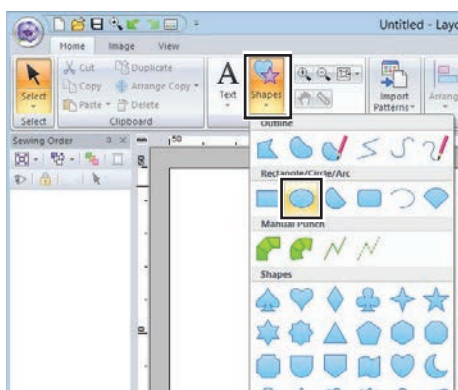 Untitled - Layo
Home Image View
Select
Cut
Copy
Paste
Duplicate
Arrange Copy
Delete
A
Text
Shapes
Import
Patterns
Arrang
Select
Clipboard
Outline
Sewing Order
50
Rectangle/Circle/Arc
Manual Punch
Shapes